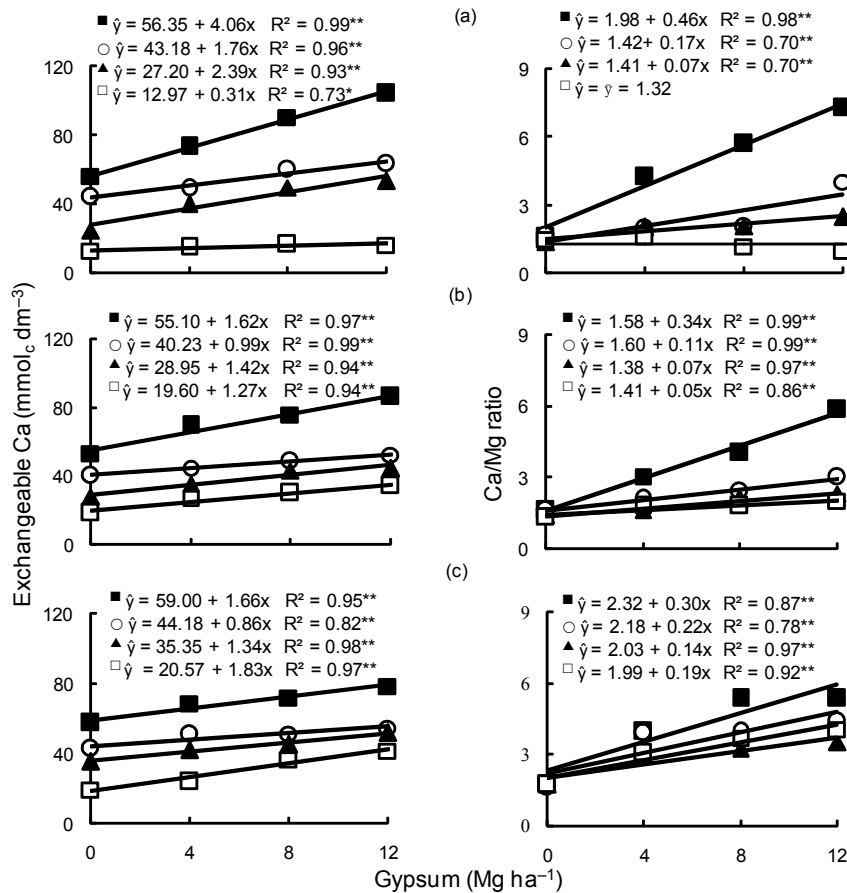 (a)
■ ŷ = 56.35 + 4.06x R² = 0.99**
○ ŷ = 43.18 + 1.76x R² = 0.96**
▲ ŷ = 27.20 + 2.39x R² = 0.93**
□ ŷ = 12.97 + 0.31x R² = 0.73*
120
80
40
0
■ ŷ = 1.98 + 0.46x R² = 0.98**
○ ŷ = 1.42+ 0.17x R² = 0.70**
▲ ŷ = 1.41 + 0.07x R² = 0.70**
□ ŷ = ȳ = 1.32
9
6
3
0
(b)
■ ŷ = 55.10 + 1.62x R² = 0.97**
○ ŷ = 40.23 + 0.99x R² = 0.99**
▲ ŷ = 28.95 + 1.42x R² = 0.94**
□ ŷ = 19.60 + 1.27x R² = 0.94**
120
80
40
0
Exchangeable Ca (mmol_c dm⁻³)
■ ŷ = 1.58 + 0.34x R² = 0.99**
○ ŷ = 1.60 + 0.11x R² = 0.99**
▲ ŷ = 1.38 + 0.07x R² = 0.97**
□ ŷ = 1.41 + 0.05x R² = 0.86**
9
6
3
0
Ca/Mg ratio
(c)
■ ŷ = 59.00 + 1.66x R² = 0.95**
○ ŷ = 44.18 + 0.86x R² = 0.82**
▲ ŷ = 35.35 + 1.34x R² = 0.98**
□ ŷ = 20.57 + 1.83x R² = 0.97**
120
80
40
0
0 4 8 12
■ ŷ = 2.32 + 0.30x R² = 0.87**
○ ŷ = 2.18 + 0.22x R² = 0.78**
▲ ŷ = 2.03 + 0.14x R² = 0.97**
□ ŷ = 1.99 + 0.19x R² = 0.92**
9
6
3
0
0 4 8 12
Gypsum (Mg ha⁻¹)